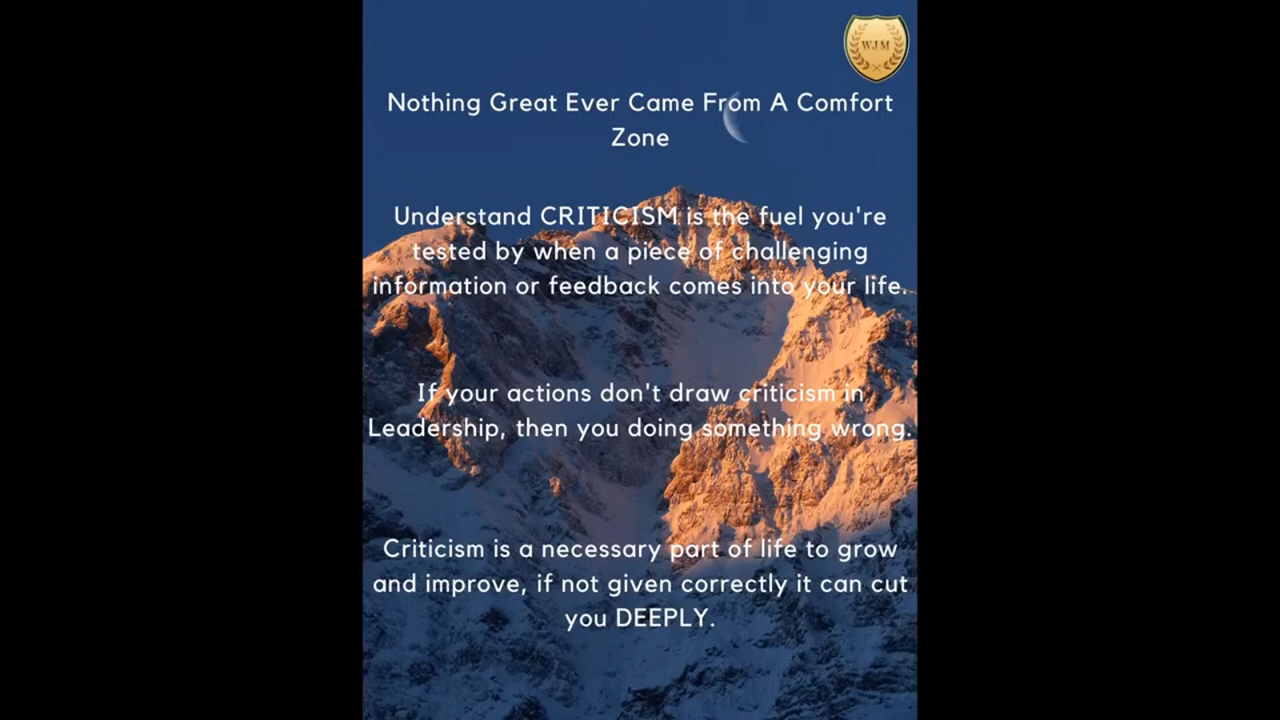 WJM
Nothing Great Ever Came From A Comfort
Zone
Understand CRITICISM is the fuel you're
tested by when a piece of challenging
information or feedback comes into your life.
If your actions don't draw criticism in
Leadership, then you doing something wrong.
Criticism is a necessary part of life to grow
and improve, if not given correctly it can cut
you DEEPLY.